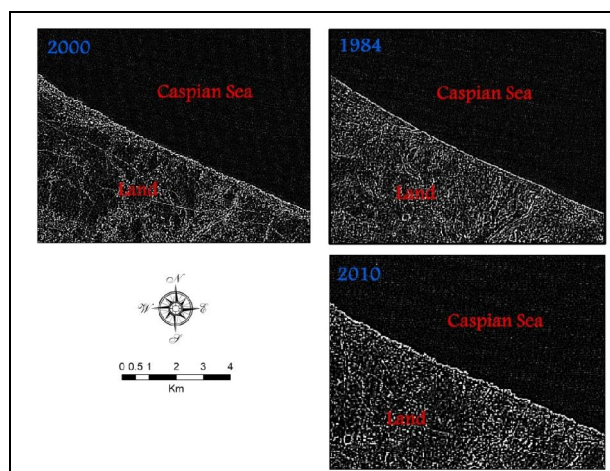 2000
Caspian Sea
Land
1984
Caspian Sea
Land
N
W E
S
0 0.5 1 2 3 4
Km
2010
Caspian Sea
Land